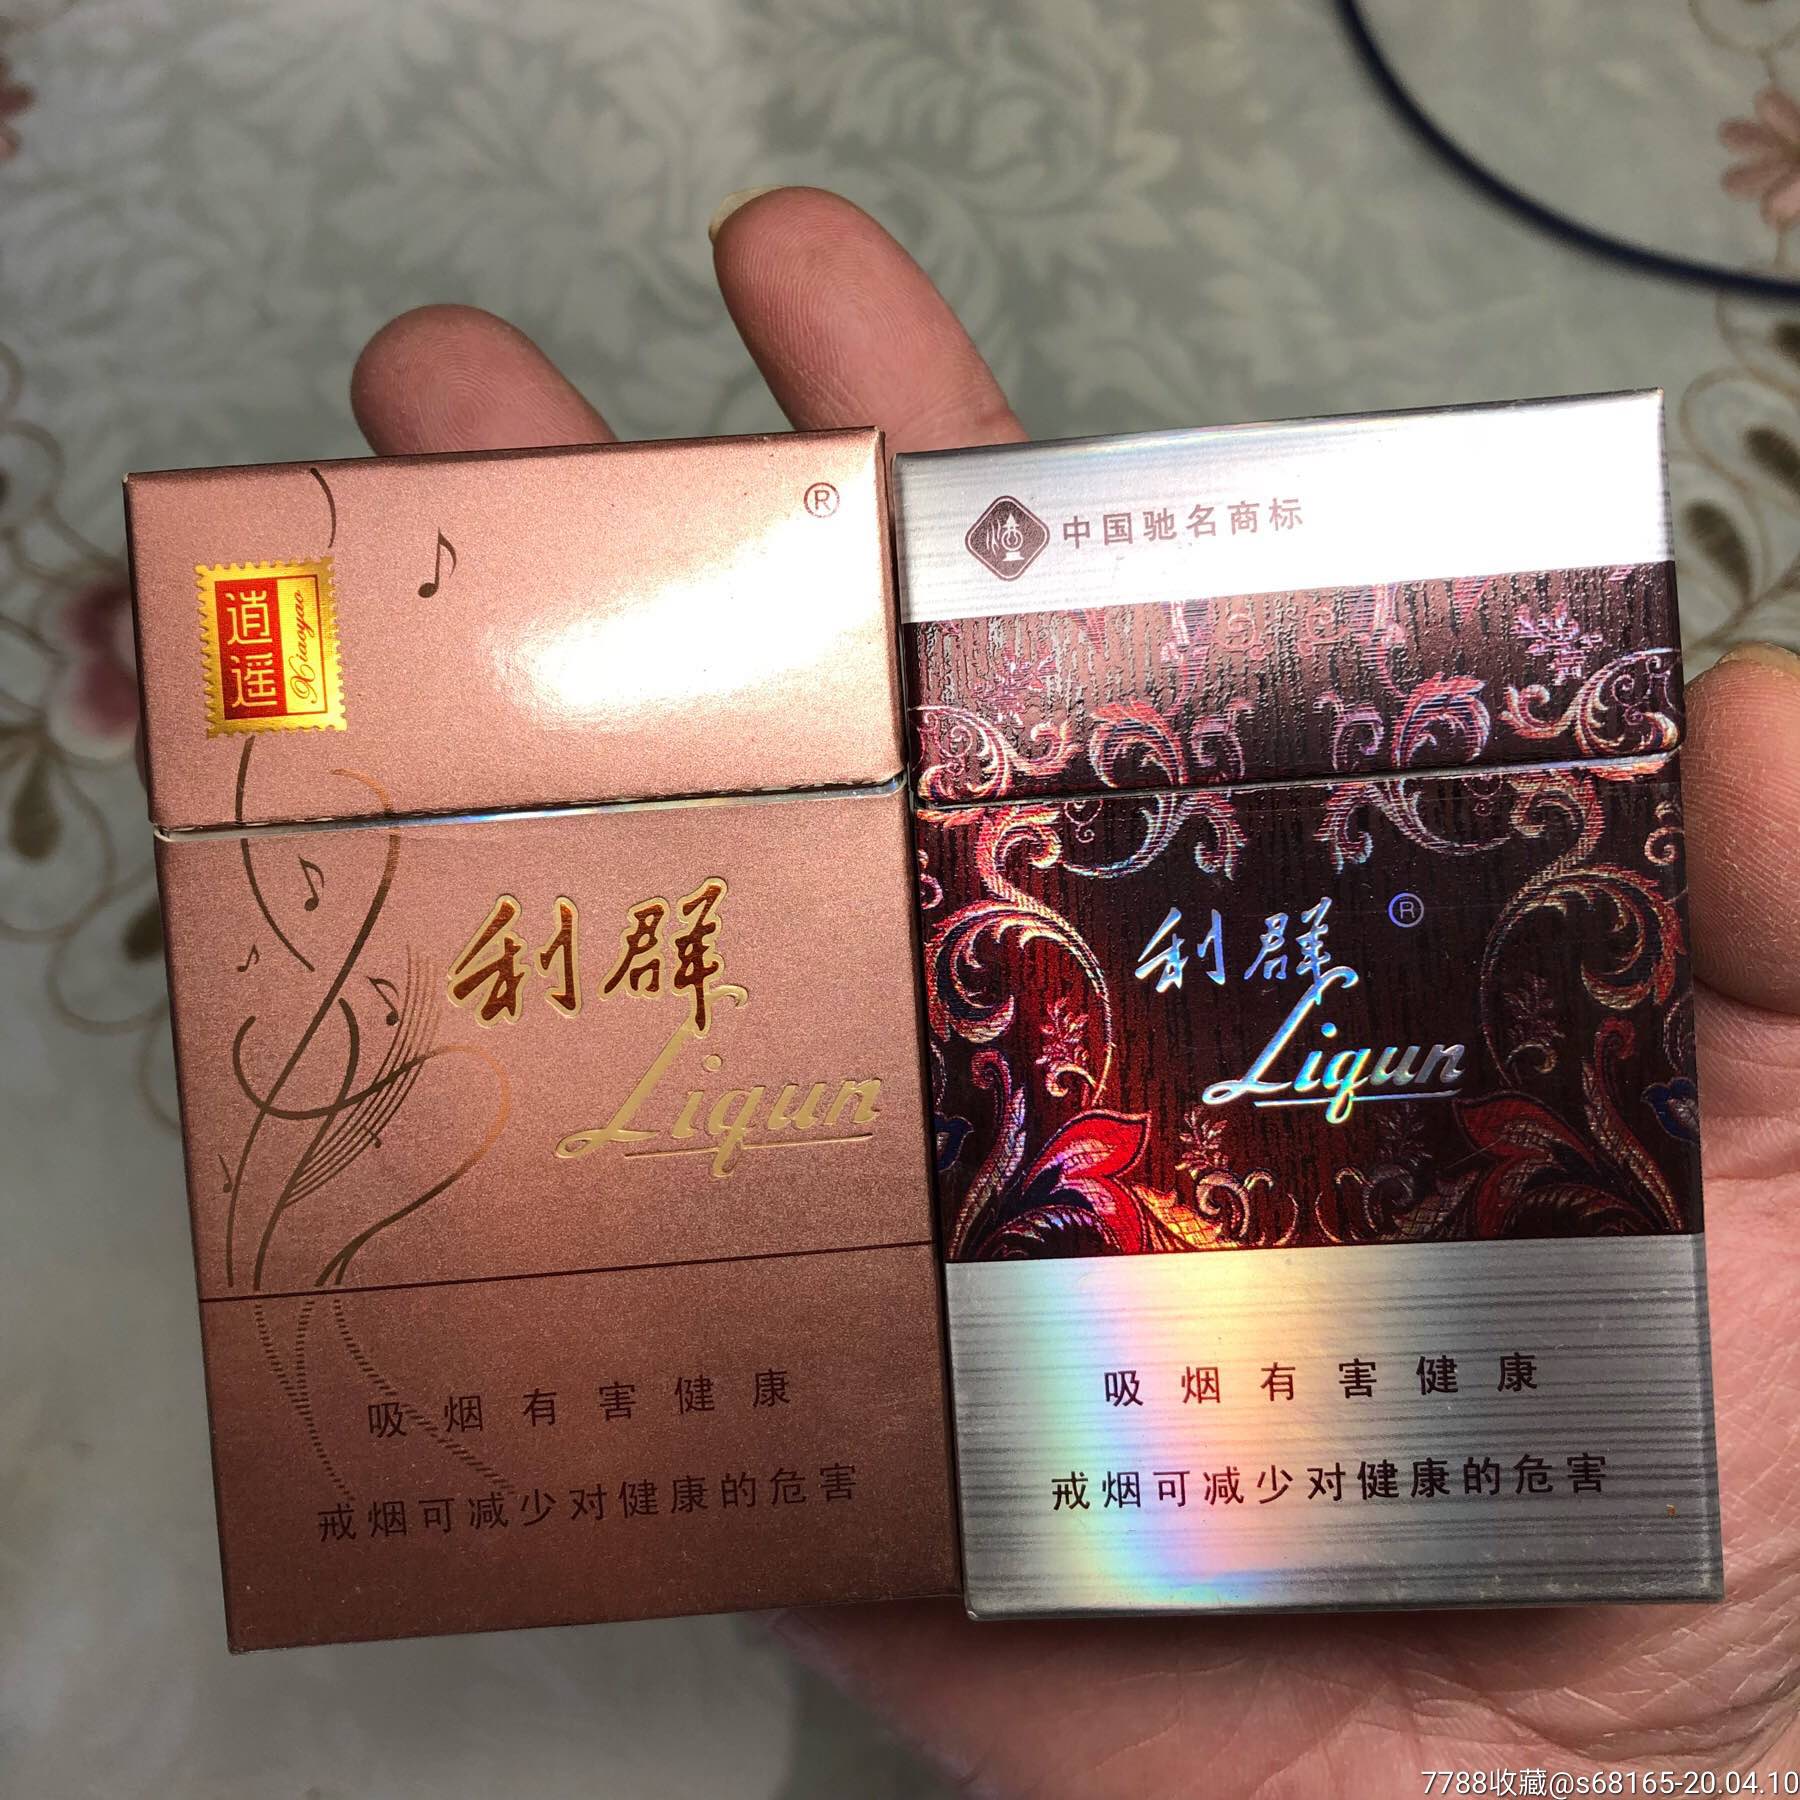 ®
逍遥
Xiaoyao
利群
Liqun
吸烟有害健康
戒烟可减少对健康的危害
中国驰名商标
利群®
Liqun
吸烟有害健康
戒烟可减少对健康的危害
7788收藏@s68165-20.04.10